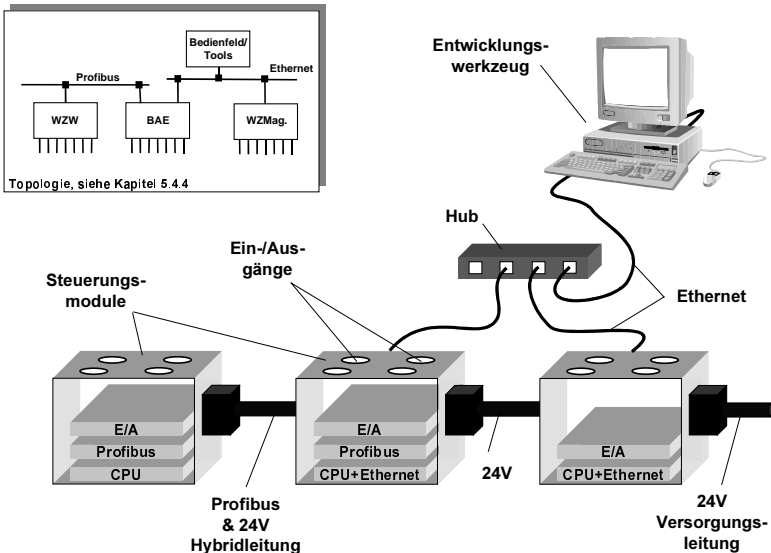 Bedienfeld/
Tools
Profibus
Ethernet
WZW
BAE
WZMag.
Topologie, siehe Kapitel 5.4.4
Entwicklungs-
werkzeug
Hub
Ein-/Aus-
gänge
Steuerungs-
module
Ethernet
E/A
Profibus
CPU
E/A
Profibus
CPU+Ethernet
E/A
CPU+Ethernet
Profibus
& 24V
Hybridleitung
24V
24V
Versorgungs-
leitung